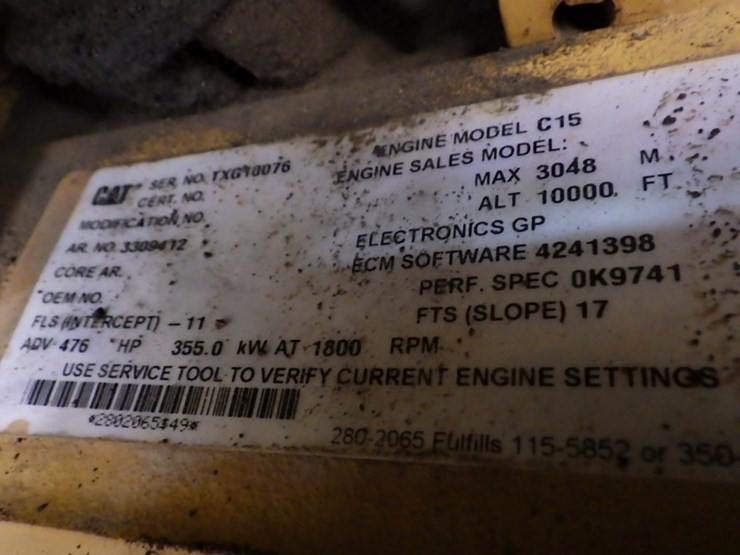 CAT SER. NO. TXG10076
CERT. NO.
MODIFICATION NO.
AR. NO. 3309412
CORE AR.
OEM NO.
FLS (INTERCEPT) -11
ADV 476 HP 355.0 kW AT 1800 RPM
ENGINE MODEL C15
ENGINE SALES MODEL:
MAX 3048 M
ALT 10000. FT
ELECTRONICS GP
ECM SOFTWARE 4241398
PERF. SPEC 0K9741
FTS (SLOPE) 17
USE SERVICE TOOL TO VERIFY CURRENT ENGINE SETTINGS
*2802065$49*
280-2065 Fulfills 115-5852 or 350-